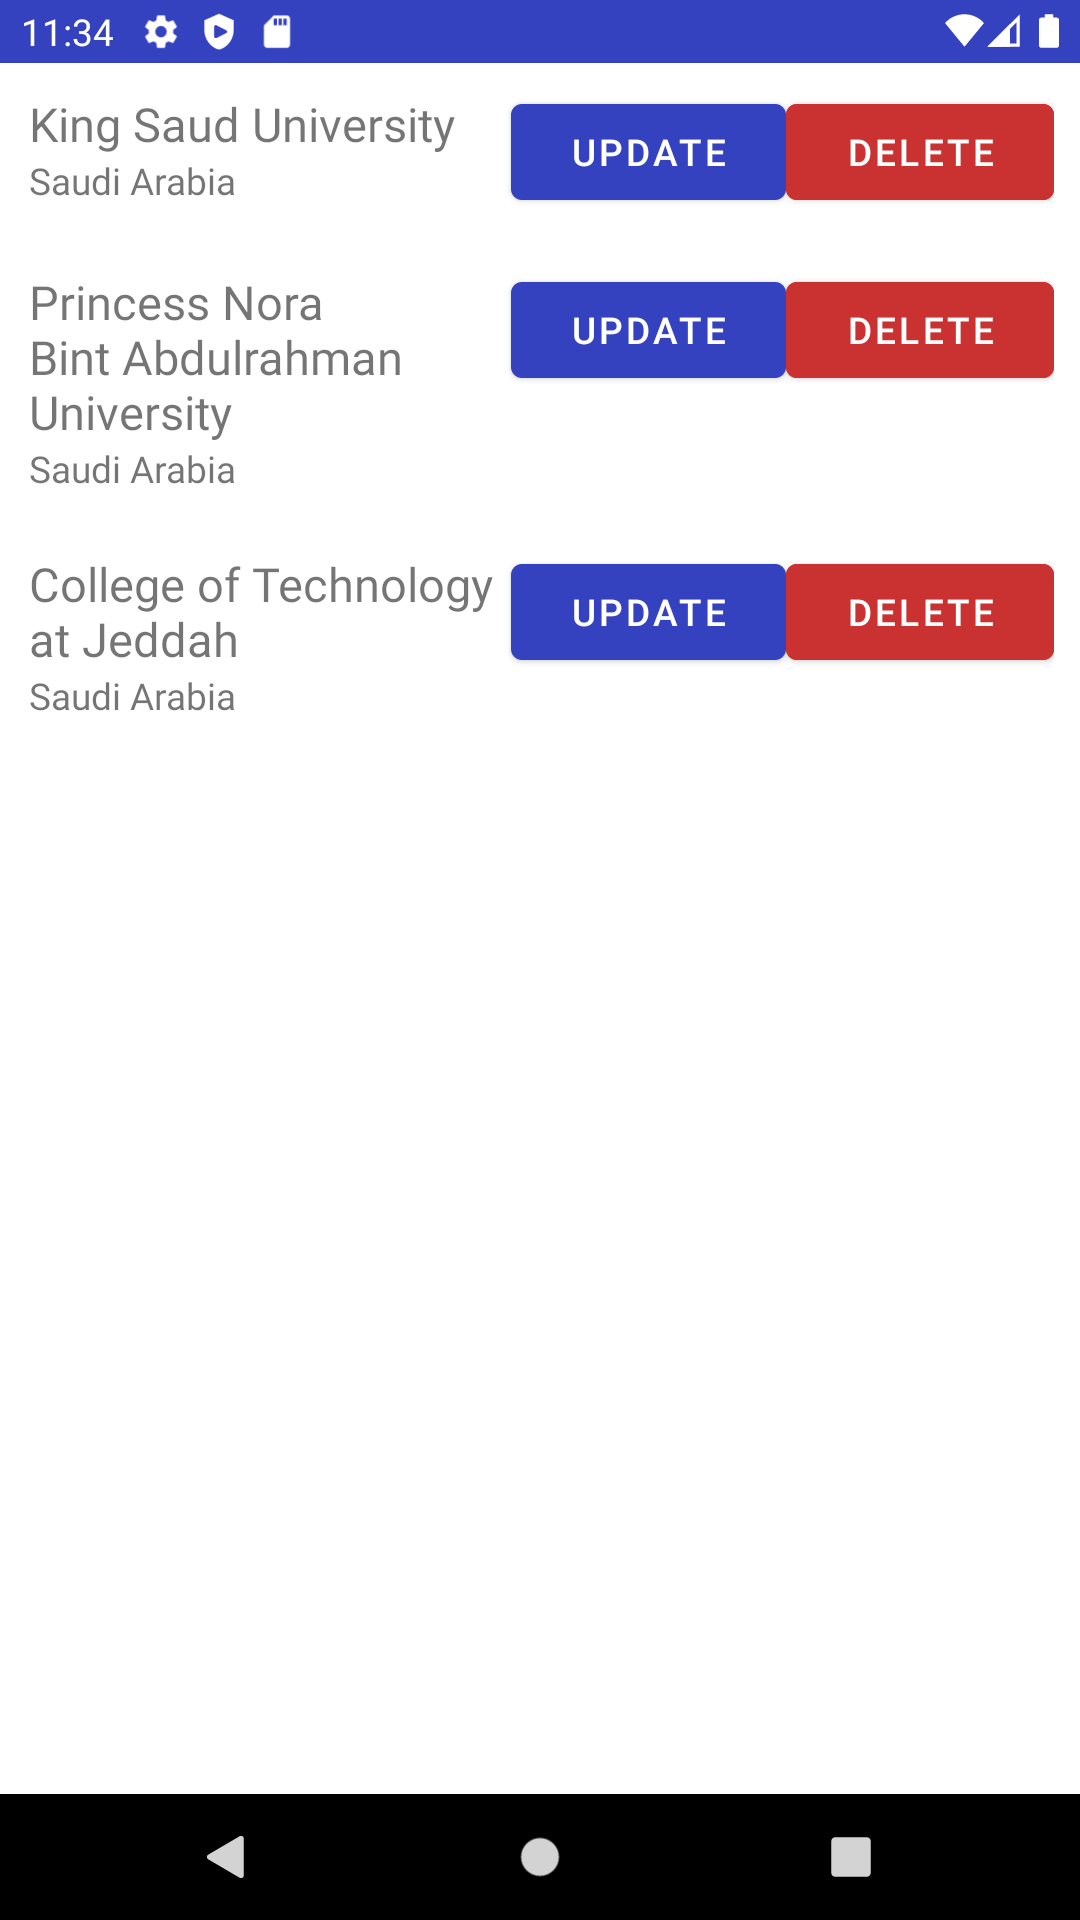 11:34
King Saud University
Saudi Arabia
UPDATE
DELETE
Princess Nora
Bint Abdulrahman
University
Saudi Arabia
UPDATE
DELETE
College of Technology
at Jeddah
Saudi Arabia
UPDATE
DELETE